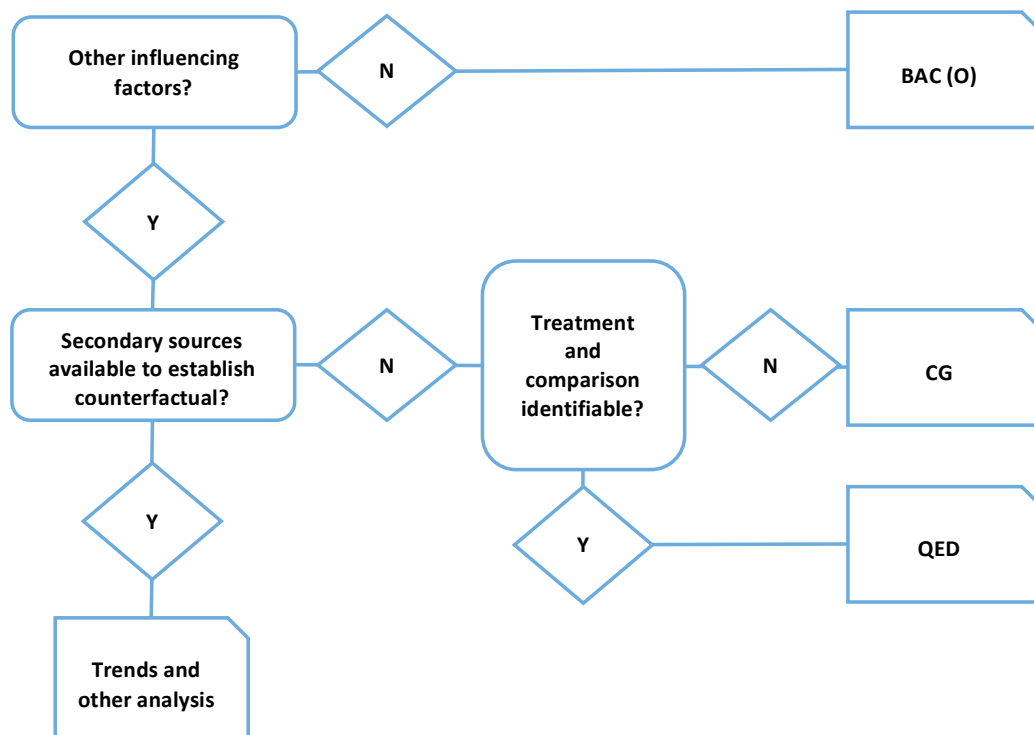 Other influencing
factors?
N
BAC (O)
Y
Secondary sources
available to establish
counterfactual?
N
Treatment
and
comparison
identifiable?
N
CG
Y
Y
QED
Trends and
other analysis